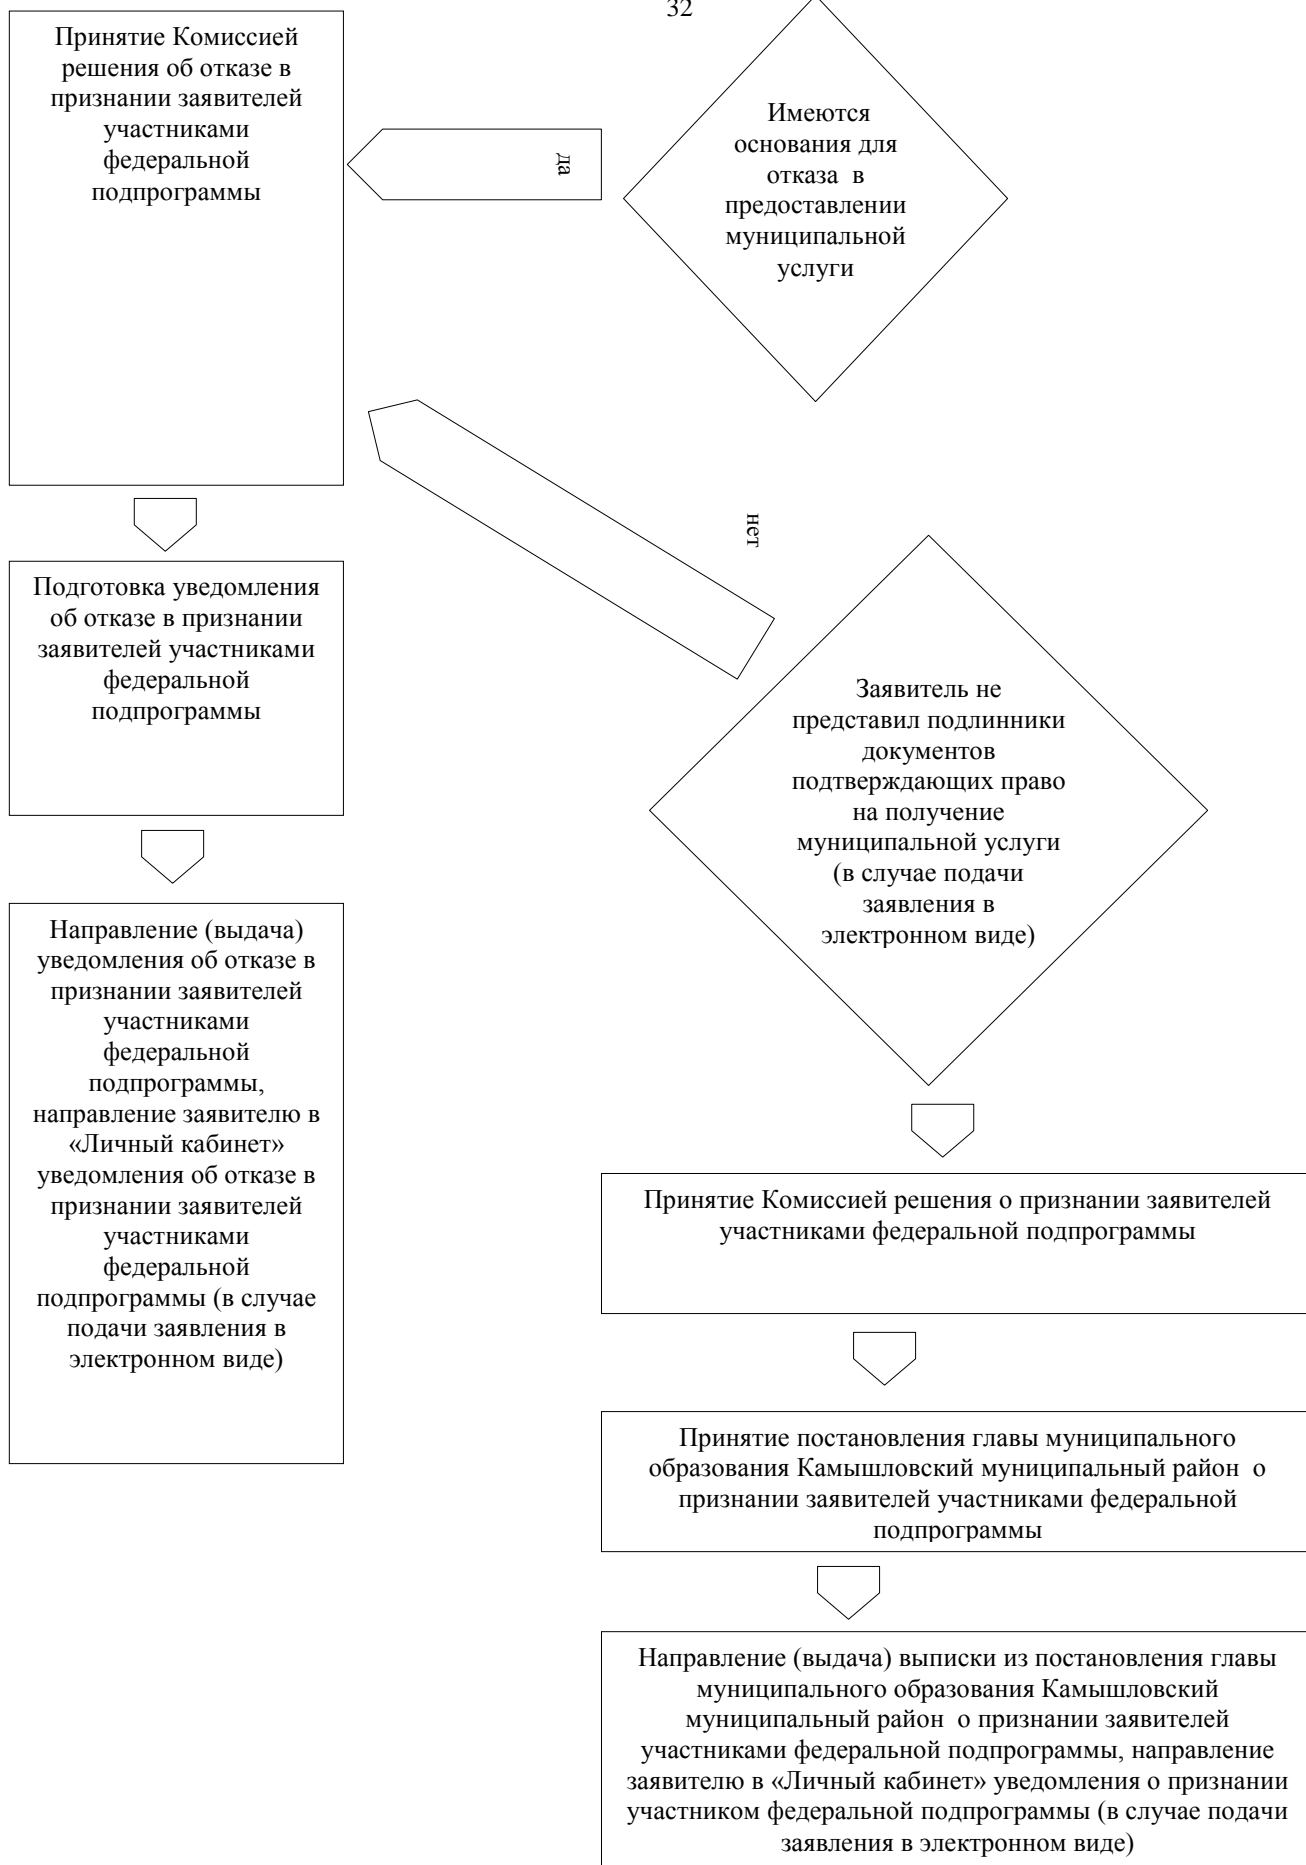 32
Принятие Комиссией
решения об отказе в
признании заявителей
участниками
федеральной
подпрограммы
да
Имеются
основания для
отказа в
предоставлении
муниципальной
услуги
нет
Подготовка уведомления
об отказе в признании
заявителей участниками
федеральной
подпрограммы
Заявитель не
представил подлинники
документов
подтверждающих право
на получение
муниципальной услуги
(в случае подачи
заявления в
электронном виде)
Направление (выдача)
уведомления об отказе в
признании заявителей
участниками
федеральной
подпрограммы,
направление заявителю в
«Личный кабинет»
уведомления об отказе в
признании заявителей
участниками
федеральной
подпрограммы (в случае
подачи заявления в
электронном виде)
Принятие Комиссией решения о признании заявителей
участниками федеральной подпрограммы
Принятие постановления главы муниципального
образования Камышловский муниципальный район о
признании заявителей участниками федеральной
подпрограммы
Направление (выдача) выписки из постановления главы
муниципального образования Камышловский
муниципальный район о признании заявителей
участниками федеральной подпрограммы, направление
заявителю в «Личный кабинет» уведомления о признании
участником федеральной подпрограммы (в случае подачи
заявления в электронном виде)